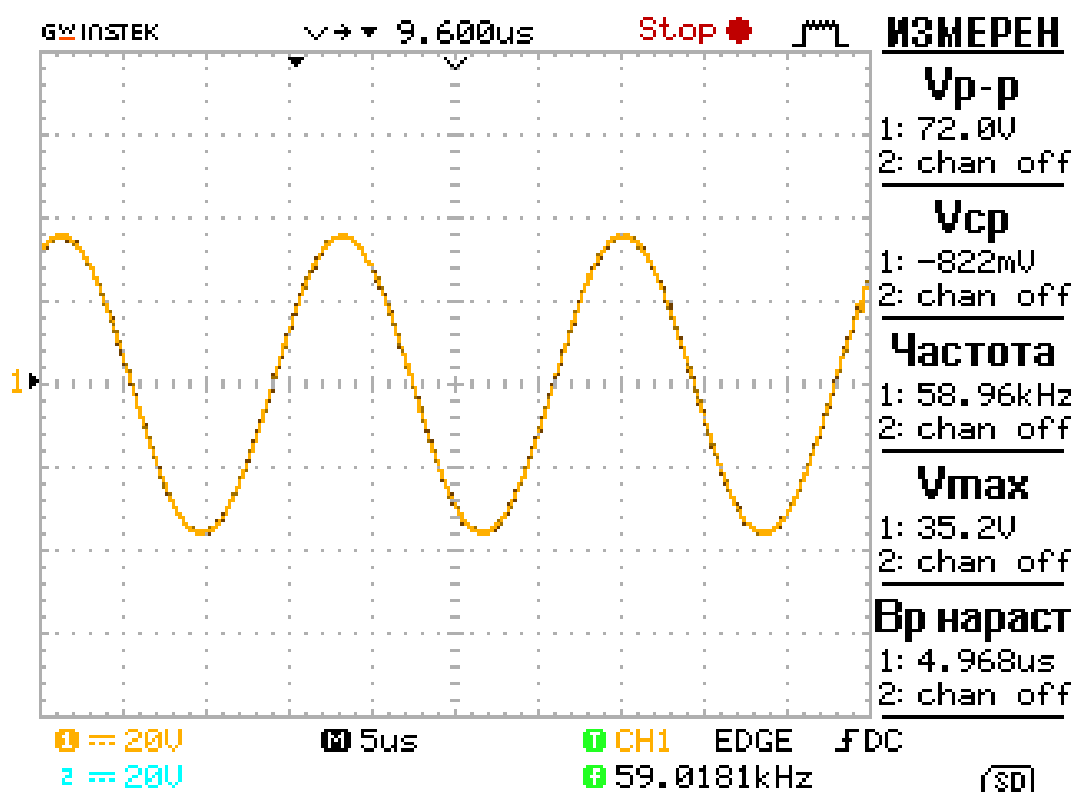 GW INSTEK 9.600us Stop
ИЗМЕРЕН
Vp-p
1: 72.0V
2: chan off
Vср
1: -822mV
2: chan off
Частота
1: 58.96kHz
2: chan off
Vmax
1: 35.2V
2: chan off
Вр нараст
1: 4.968us
2: chan off
1
1 20V M 5us T CH1 EDGE DC
2 20V f 59.0181kHz SD